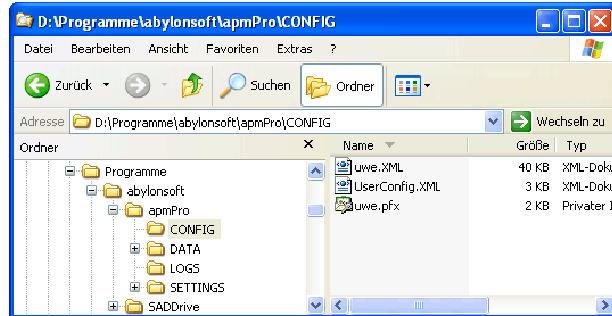 D:\Programme\abylonsoft\apmPro\CONFIG
Datei Bearbeiten Ansicht Favoriten Extras ?
Zurück Suchen Ordner
Adresse D:\Programme\abylonsoft\apmPro\CONFIG Wechseln zu
Ordner x Name Größe Typ
Programme uwe.XML 40 KB XML-Doku
abylonsoft UserConfig.XML 3 KB XML-Doku
apmPro uwe.pfx 2 KB Privater I
CONFIG
DATA
LOGS
SETTINGS
SADDrive